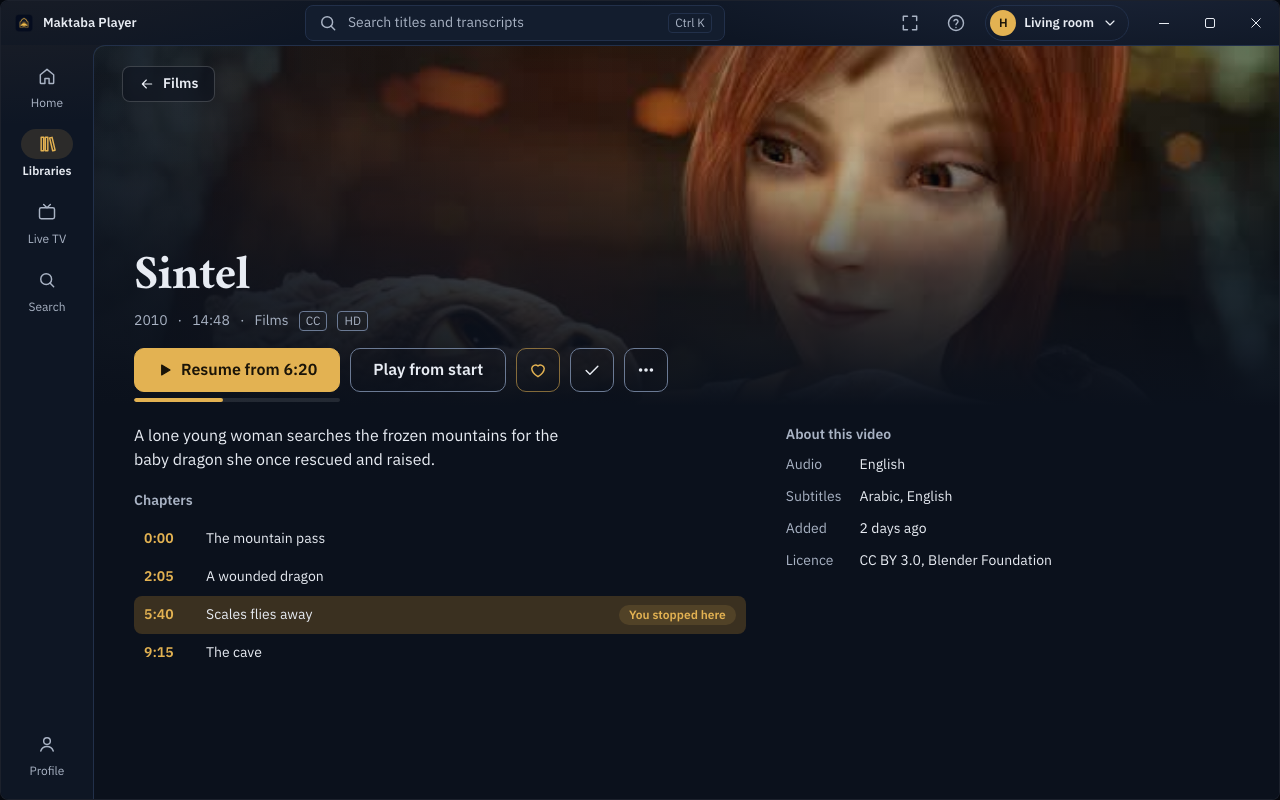 Maktaba Player
Search titles and transcripts
Ctrl K
H
Living room
Home
Libraries
Live TV
Search
Profile
Films
Sintel
2010 · 14:48 · Films CC HD
Resume from 6:20
Play from start
A lone young woman searches the frozen mountains for the
baby dragon she once rescued and raised.
Chapters
0:00 The mountain pass
2:05 A wounded dragon
5:40 Scales flies away You stopped here
9:15 The cave
About this video
Audio English
Subtitles Arabic, English
Added 2 days ago
Licence CC BY 3.0, Blender Foundation